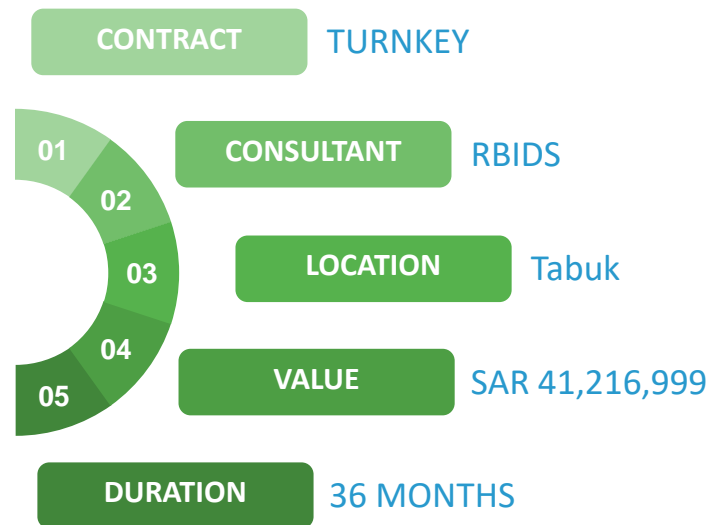 CONTRACT TURNKEY
01
CONSULTANT RBIDS
02
LOCATION Tabuk
03
04
VALUE SAR 41,216,999
05
DURATION 36 MONTHS